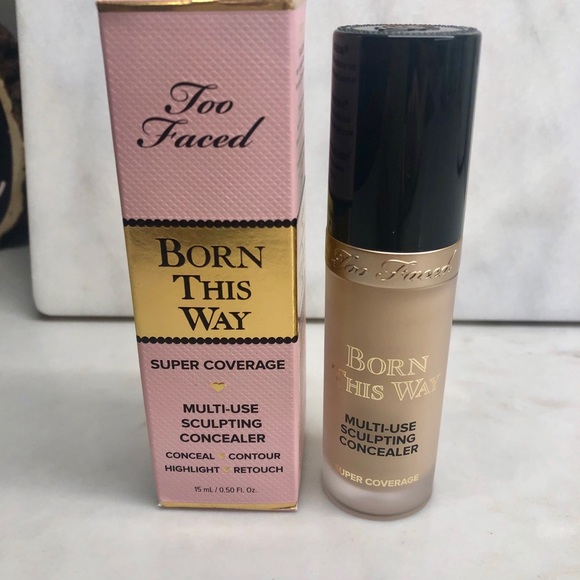 Too
Faced
BORN
THIS
WAY
SUPER COVERAGE
MULTI-USE
SCULPTING
CONCEALER
CONCEAL CONTOUR
HIGHLIGHT RETOUCH
15 mL / 0.50 Fl. Oz.
Too Faced
BORN
THIS WAY
MULTI-USE
SCULPTING
CONCEALER
SUPER COVERAGE